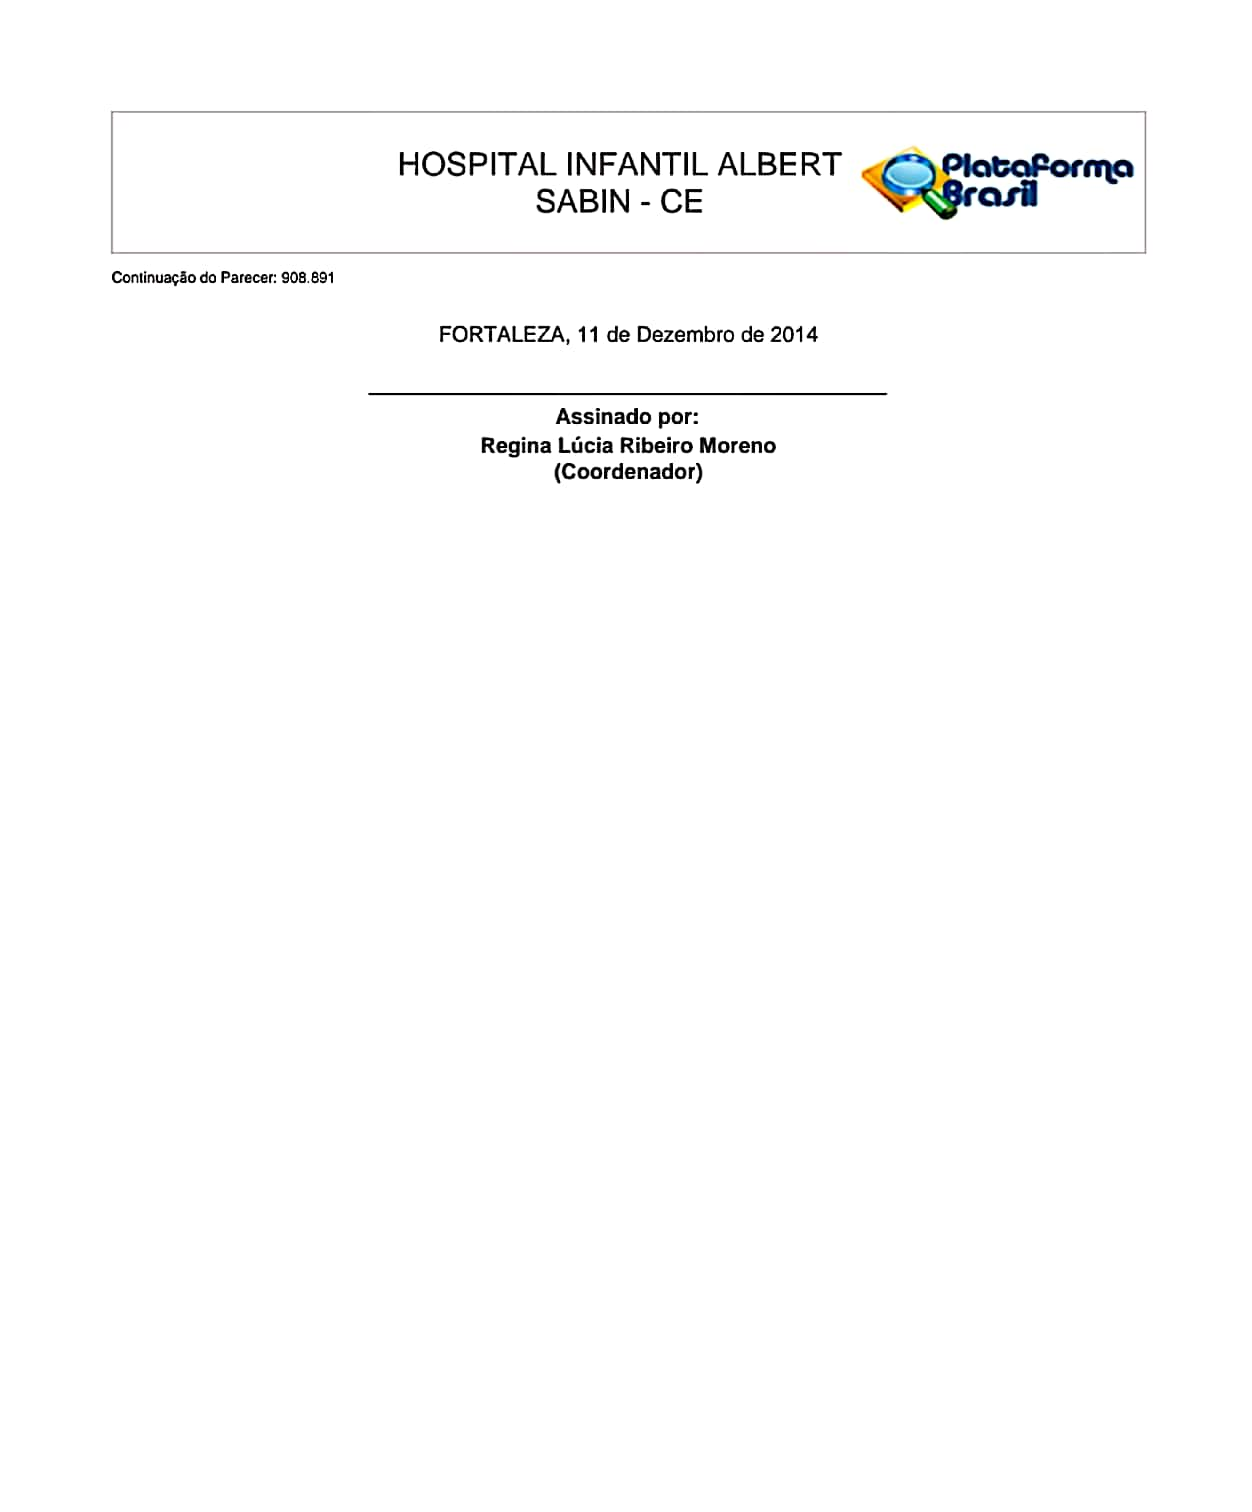 HOSPITAL INFANTIL ALBERT
SABIN - CE
Plataforma
Brasil
Continuação do Parecer: 908.891
FORTALEZA, 11 de Dezembro de 2014
Assinado por:
Regina Lúcia Ribeiro Moreno
(Coordenador)